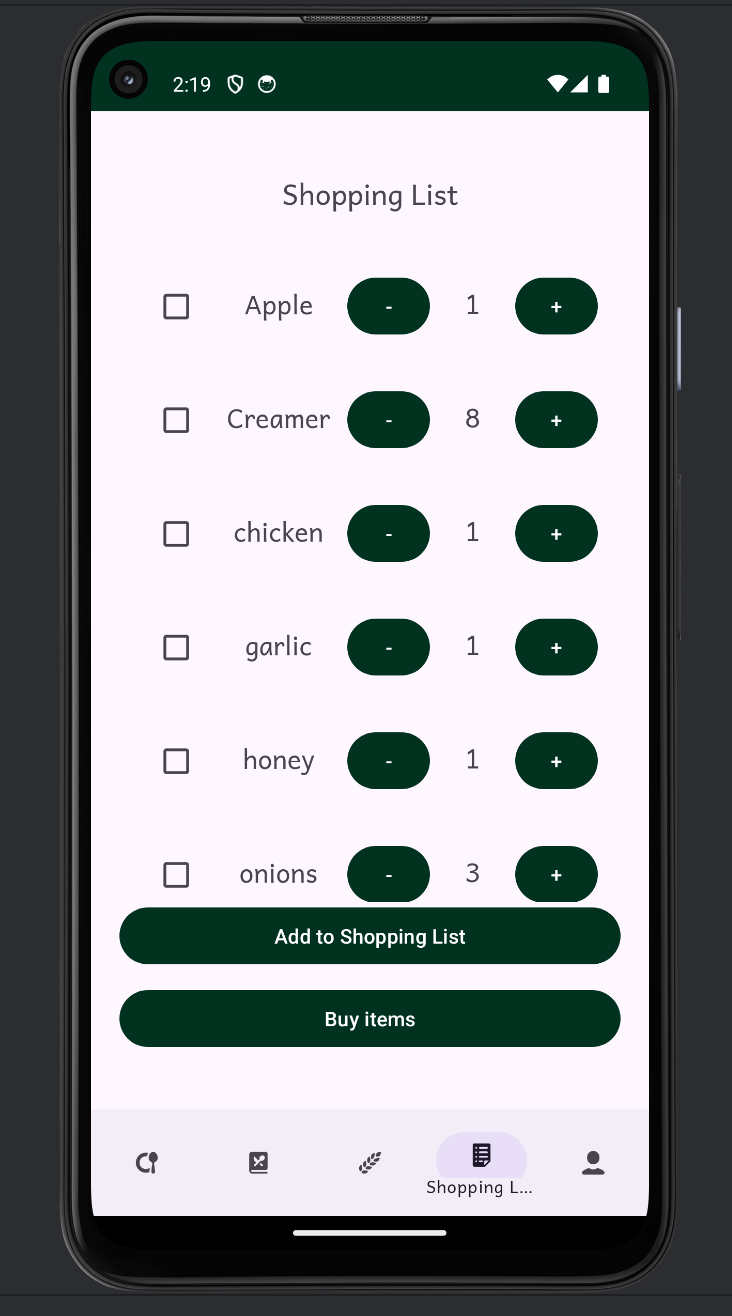 2:19
Shopping List
Apple - 1 +
Creamer - 8 +
chicken - 1 +
garlic - 1 +
honey - 1 +
onions - 3 +
Add to Shopping List
Buy items
Shopping L...